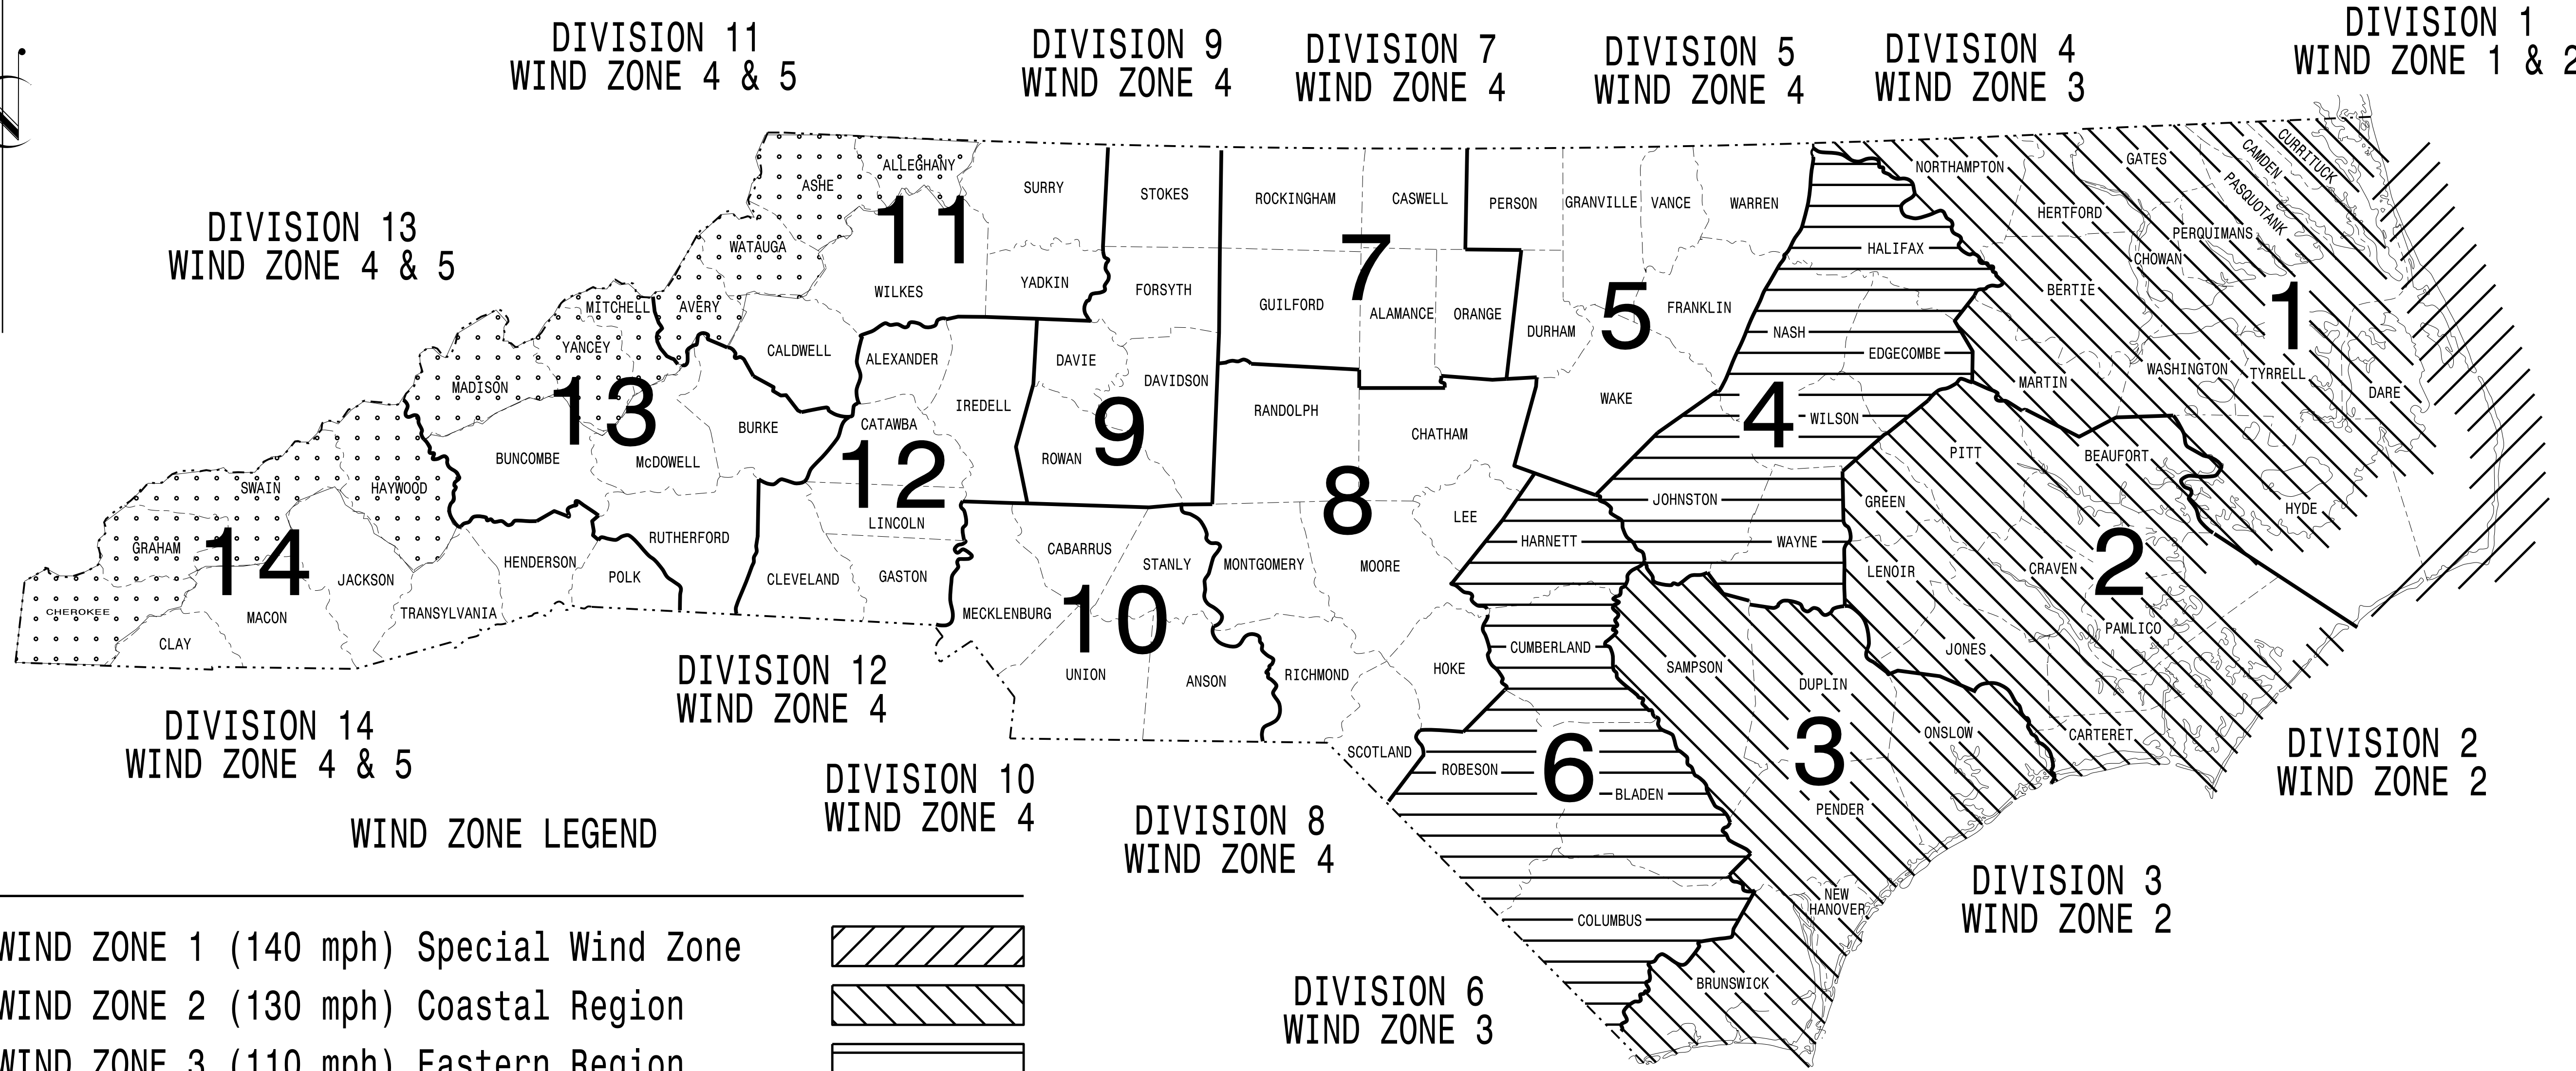 DIVISION 11
WIND ZONE 4 & 5
DIVISION 9
WIND ZONE 4
DIVISION 7
WIND ZONE 4
DIVISION 5
WIND ZONE 4
DIVISION 4
WIND ZONE 3
DIVISION 1
WIND ZONE 1 & 2
DIVISION 13
WIND ZONE 4 & 5
ALLEGHANY
ASHE
SURRY
STOKES
ROCKINGHAM
CASWELL
PERSON
GRANVILLE
VANCE
WARREN
NORTHAMPTON
GATES
CAMDEN
CURRITUCK
PASQUOTANK
HERTFORD
PERQUIMANS
CHOWAN
HALIFAX
WATAUGA
11
WILKES
YADKIN
FORSYTH
7
GUILFORD
ALAMANCE
ORANGE
DURHAM
5
FRANKLIN
NASH
EDGECOMBE
BERTIE
1
MITCHELL
AVERY
YANCEY
MADISON
13
CALDWELL
ALEXANDER
IREDELL
DAVIE
DAVIDSON
RANDOLPH
CHATHAM
WAKE
4
WILSON
MARTIN
WASHINGTON
TYRRELL
DARE
BUNCOMBE
McDOWELL
BURKE
CATAWBA
12
LINCOLN
ROWAN
9
8
LEE
JOHNSTON
PITT
BEAUFORT
GREEN
HYDE
SWAIN
HAYWOOD
GRAHAM
14
JACKSON
CHEROKEE
MACON
CLAY
TRANSYLVANIA
HENDERSON
POLK
RUTHERFORD
CLEVELAND
GASTON
CABARRUS
STANLY
MECKLENBURG
10
UNION
ANSON
MONTGOMERY
MOORE
RICHMOND
HOKE
SCOTLAND
HARNETT
WAYNE
LENOIR
CRAVEN
2
PAMLICO
JONES
CUMBERLAND
SAMPSON
DUPLIN
ONSLOW
CARTERET
ROBESON
6
BLADEN
3
PENDER
COLUMBUS
NEW
HANOVER
BRUNSWICK
DIVISION 14
WIND ZONE 4 & 5
DIVISION 12
WIND ZONE 4
DIVISION 10
WIND ZONE 4
DIVISION 8
WIND ZONE 4
DIVISION 6
WIND ZONE 3
DIVISION 3
WIND ZONE 2
DIVISION 2
WIND ZONE 2
WIND ZONE LEGEND
WIND ZONE 1 (140 mph) Special Wind Zone
WIND ZONE 2 (130 mph) Coastal Region
WIND ZONE 3 (110 mph) Eastern Region